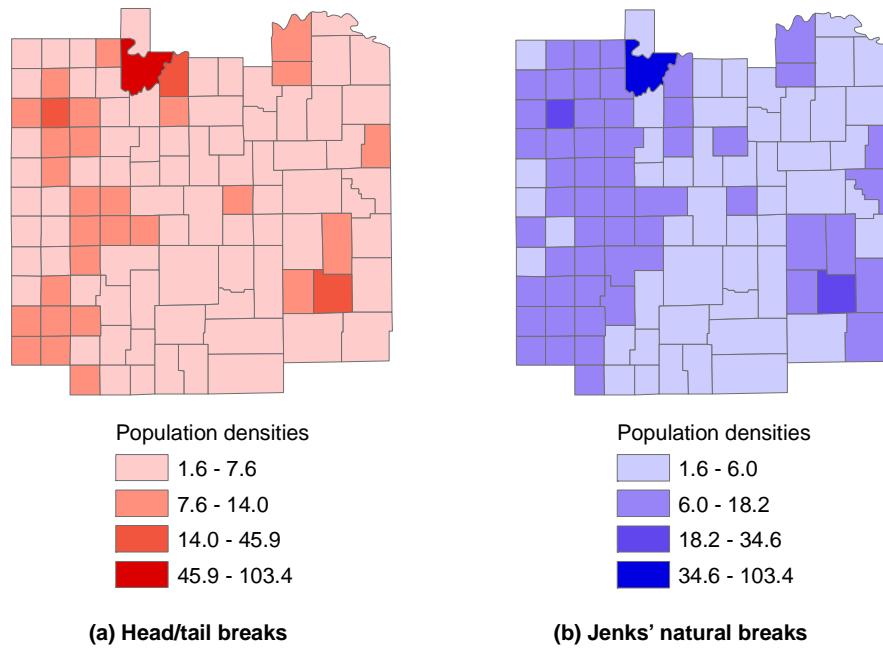 Population densities
1.6 - 7.6
7.6 - 14.0
14.0 - 45.9
45.9 - 103.4
(a) Head/tail breaks
Population densities
1.6 - 6.0
6.0 - 18.2
18.2 - 34.6
34.6 - 103.4
(b) Jenks’ natural breaks